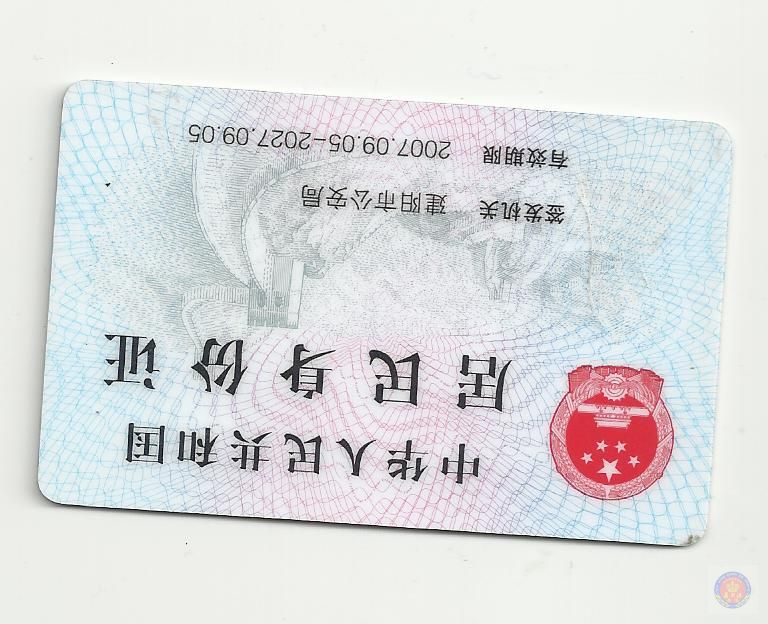 中华人民共和国
居民身份证
签发机关 建阳市公安局
有效期限 2007.09.05-2027.09.05